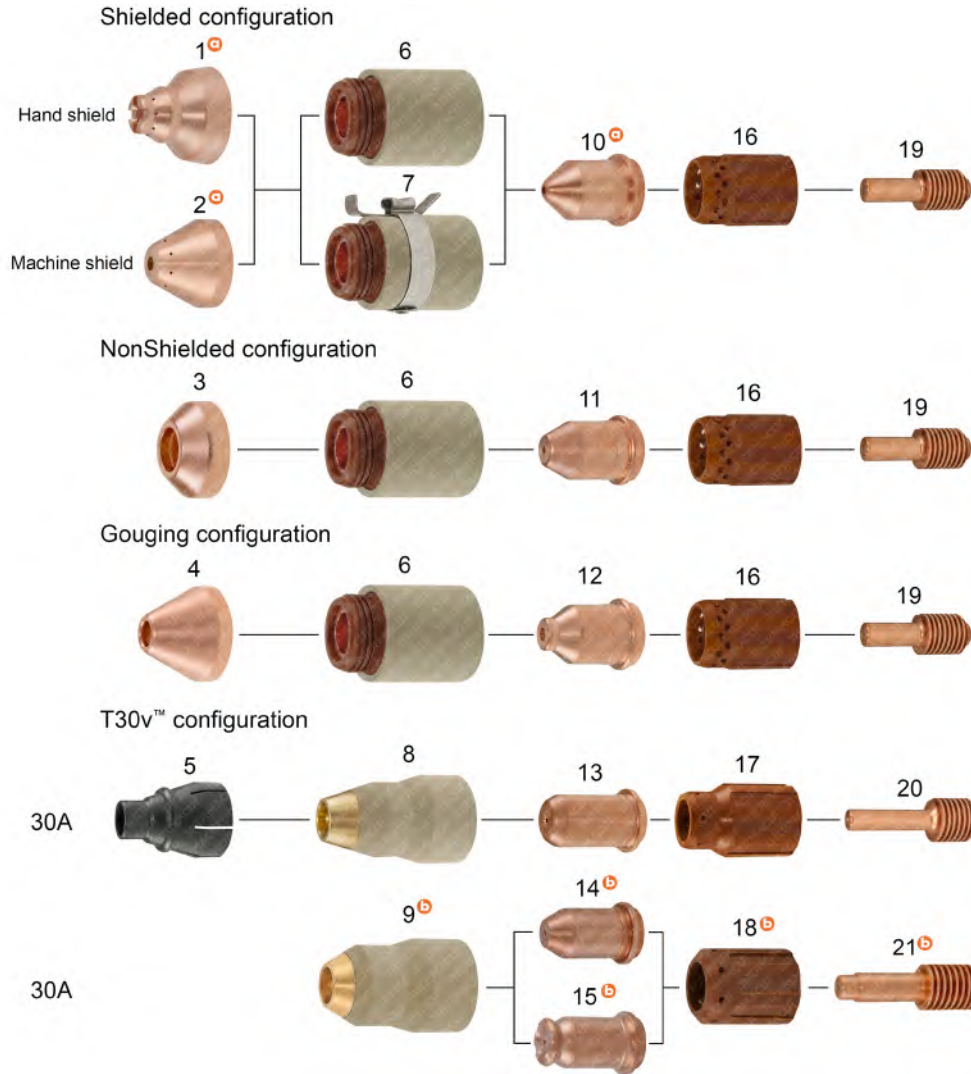 Shielded configuration
1 a 6
Hand shield
10 a 16 19
2 a 7
Machine shield
NonShielded configuration
3 6 11 16 19
Gouging configuration
4 6 12 16 19
T30v™ configuration
5 8 13 17 20
30A
9 b 14 b 18 b 21 b
30A
15 b